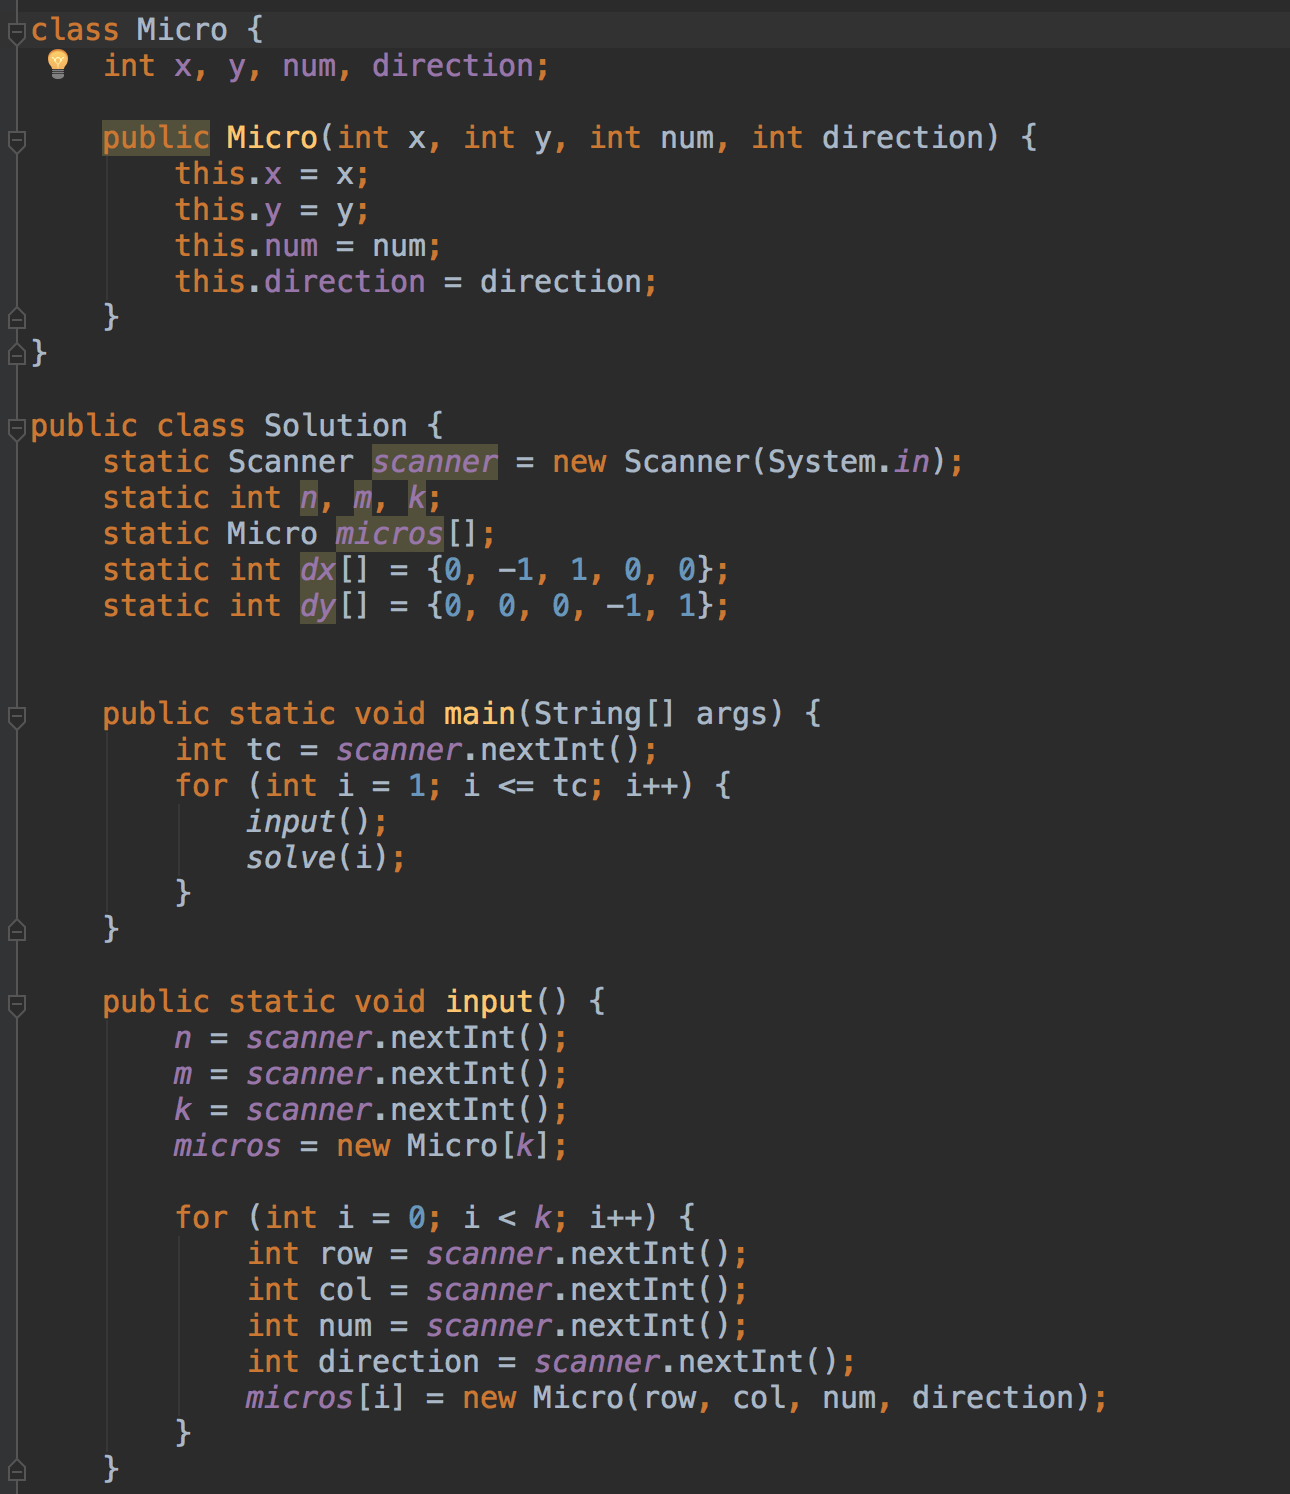 class Micro {
    int x, y, num, direction;

    public Micro(int x, int y, int num, int direction) {
        this.x = x;
        this.y = y;
        this.num = num;
        this.direction = direction;
    }
}

public class Solution {
    static Scanner scanner = new Scanner(System.in);
    static int n, m, k;
    static Micro micros[];
    static int dx[] = {0, -1, 1, 0, 0};
    static int dy[] = {0, 0, 0, -1, 1};


    public static void main(String[] args) {
        int tc = scanner.nextInt();
        for (int i = 1; i <= tc; i++) {
            input();
            solve(i);
        }
    }

    public static void input() {
        n = scanner.nextInt();
        m = scanner.nextInt();
        k = scanner.nextInt();
        micros = new Micro[k];

        for (int i = 0; i < k; i++) {
            int row = scanner.nextInt();
            int col = scanner.nextInt();
            int num = scanner.nextInt();
            int direction = scanner.nextInt();
            micros[i] = new Micro(row, col, num, direction);
        }
    }